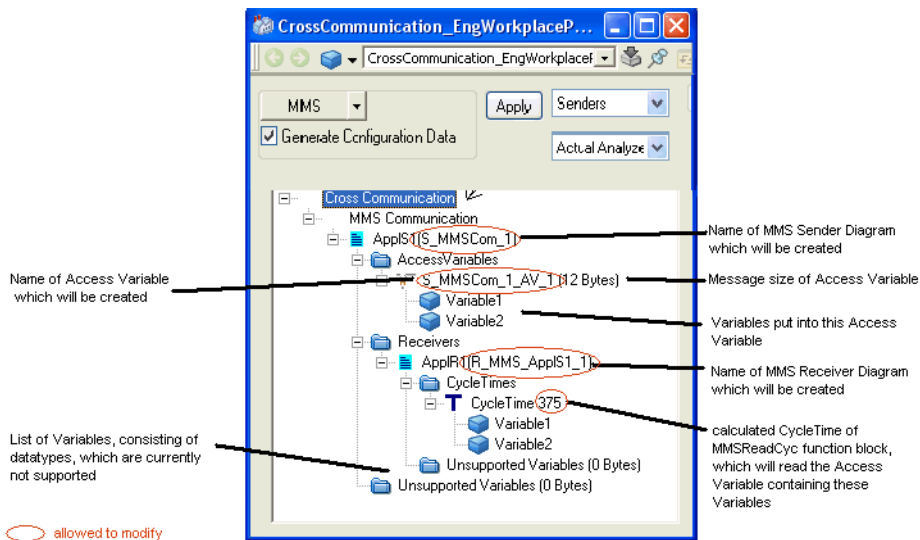 CrossCommunication_EngWorkplaceP...
CrossCommunication_EngWorkplaceF
MMS
Apply
Senders
Generate Configuration Data
Actual Analyze
Cross Communication
MMS Communication
ApplS1(S_MMSCom_1)
AccessVariables
S_MMSCom_1_AV_1 (12 Bytes)
Variable1
Variable2
Receivers
ApplR1(R_MMS_ApplS1_1)
CycleTimes
T CycleTime 375
Variable1
Variable2
Unsupported Variables (0 Bytes)
Unsupported Variables (0 Bytes)
Name of Access Variable
which will be created
List of Variables, consisting of
datatypes, which are currently
not supported
allowed to modify
Name of MMS Sender Diagram
which will be created
Message size of Access Variable
Variables put into this Access
Variable
Name of MMS Receiver Diagram
which will be created
calculated CycleTime of
MMSReadCyc function block,
which will read the Access
Variable containing these
Variables